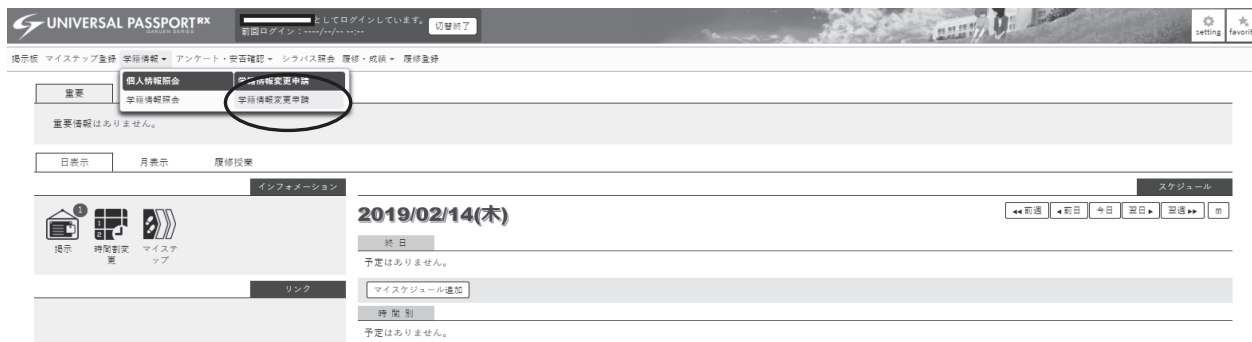 UNIVERSAL PASSPORT RX
GAKUEN SERIES
としてログインしています。
前回ログイン：----/--/-- --:--
切替終了
setting
favorit
掲示板 マイステップ登録 学籍情報▾ アンケート・安否確認▾ シラバス照会 履修・成績▾ 履修登録
個人情報照会 学籍情報変更申請
学籍情報照会 学籍情報変更申請
重要
重要情報はありません。
日表示 月表示 履修授業
インフォメーション
1
掲示
時間割変更
マイステップ
リンク
スケジュール
2019/02/14(木)
◂◂前週 ◂前日 今日 翌日▸ 翌週▸▸
終日
予定はありません。
マイスケジュール追加
時間別
予定はありません。